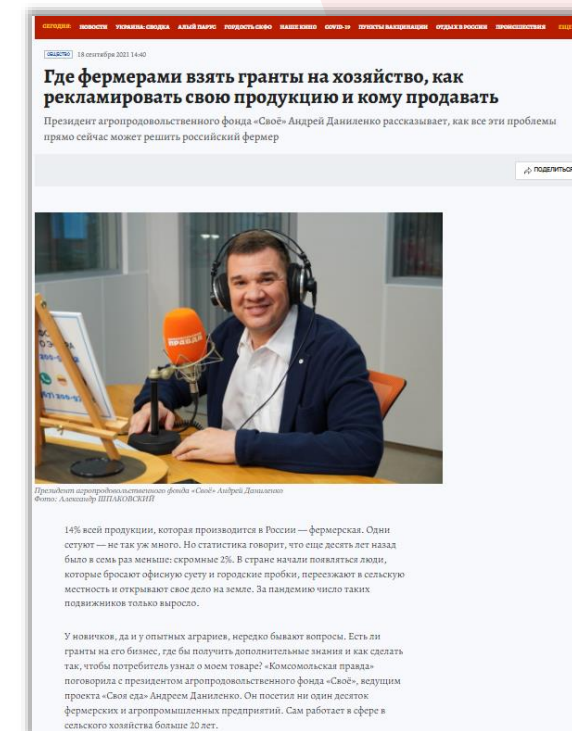 СЕГОДНЯ: НОВОСТИ УКРАИНА: СВОДКА АЛЫЙ ПАРУС ГОРДОСТЬ СКФО НАШЕ КИНО COVID-19 ПУНКТЫ ВАКЦИНАЦИИ ОТДЫХ В РОССИИ ПРОИСШЕСТВИЯ ЕЩЕ
ОБЩЕСТВО 18 сентября 2021 14:40
Где фермерами взять гранты на хозяйство, как
рекламировать свою продукцию и кому продавать
Президент агропродовольственного фонда «Своё» Андрей Даниленко рассказывает, как все эти проблемы
прямо сейчас может решить российский фермер
ПОДЕЛИТЬСЯ
ПРАВДА
Президент агропродовольственного фонда «Своё» Андрей Даниленко
Фото: Александр ШПАКОВСКИЙ
14% всей продукции, которая производится в России — фермерская. Одни
сетуют — не так уж много. Но статистика говорит, что еще десять лет назад
было в семь раз меньше: скромные 2%. В стране начали появляться люди,
которые бросают офисную суету и городские пробки, переезжают в сельскую
местность и открывают свое дело на земле. За пандемию число таких
подвижников только выросло.
У новичков, да и у опытных аграриев, нередко бывают вопросы. Есть ли
гранты на его бизнес, где бы получить дополнительные знания и как сделать
так, чтобы потребитель узнал о моем товаре? «Комсомольская правда»
поговорила с президентом агропродовольственного фонда «Своё», ведущим
проекта «Своя еда» Андреем Даниленко. Он посетил ни один десяток
фермерских и агропромышленных предприятий. Сам работает в сфере в
сельского хозяйства больше 20 лет.